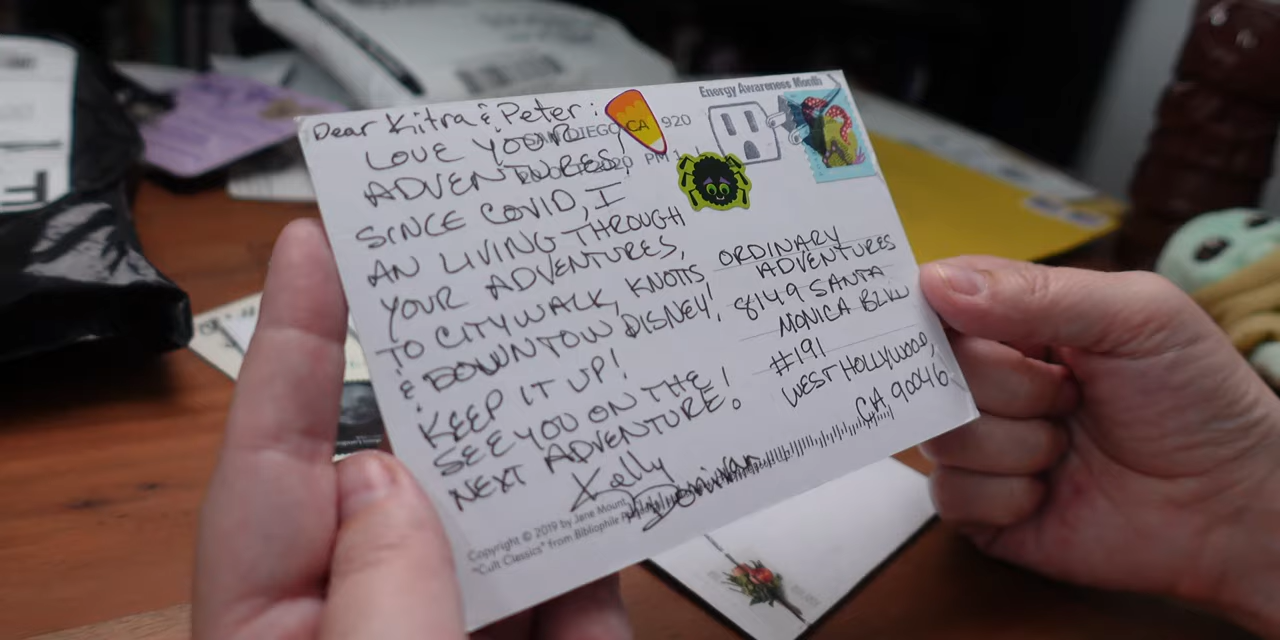 Energy Awareness Month
Dear Kitra & Peter:
LOVE YOUR
ADVENTURES!
SINCE COVID, I
AN LIVING THROUGH
YOUR ADVENTURES,
TO CITYWALK, KNOTTS
& DOWNTOWN DISNEY!
KEEP IT UP!
SEE YOU ON THE
NEXT ADVENTURE!
Kelly
SAN DIEGO CA 920
PM
ORDINARY
ADVENTURES
8149 SANTA
MONICA BLVD
#191
WEST HOLLYWOOD,
CA 90046
Copyright © 2019 by Jane Mount
"Cult Classics" from Bibliophile